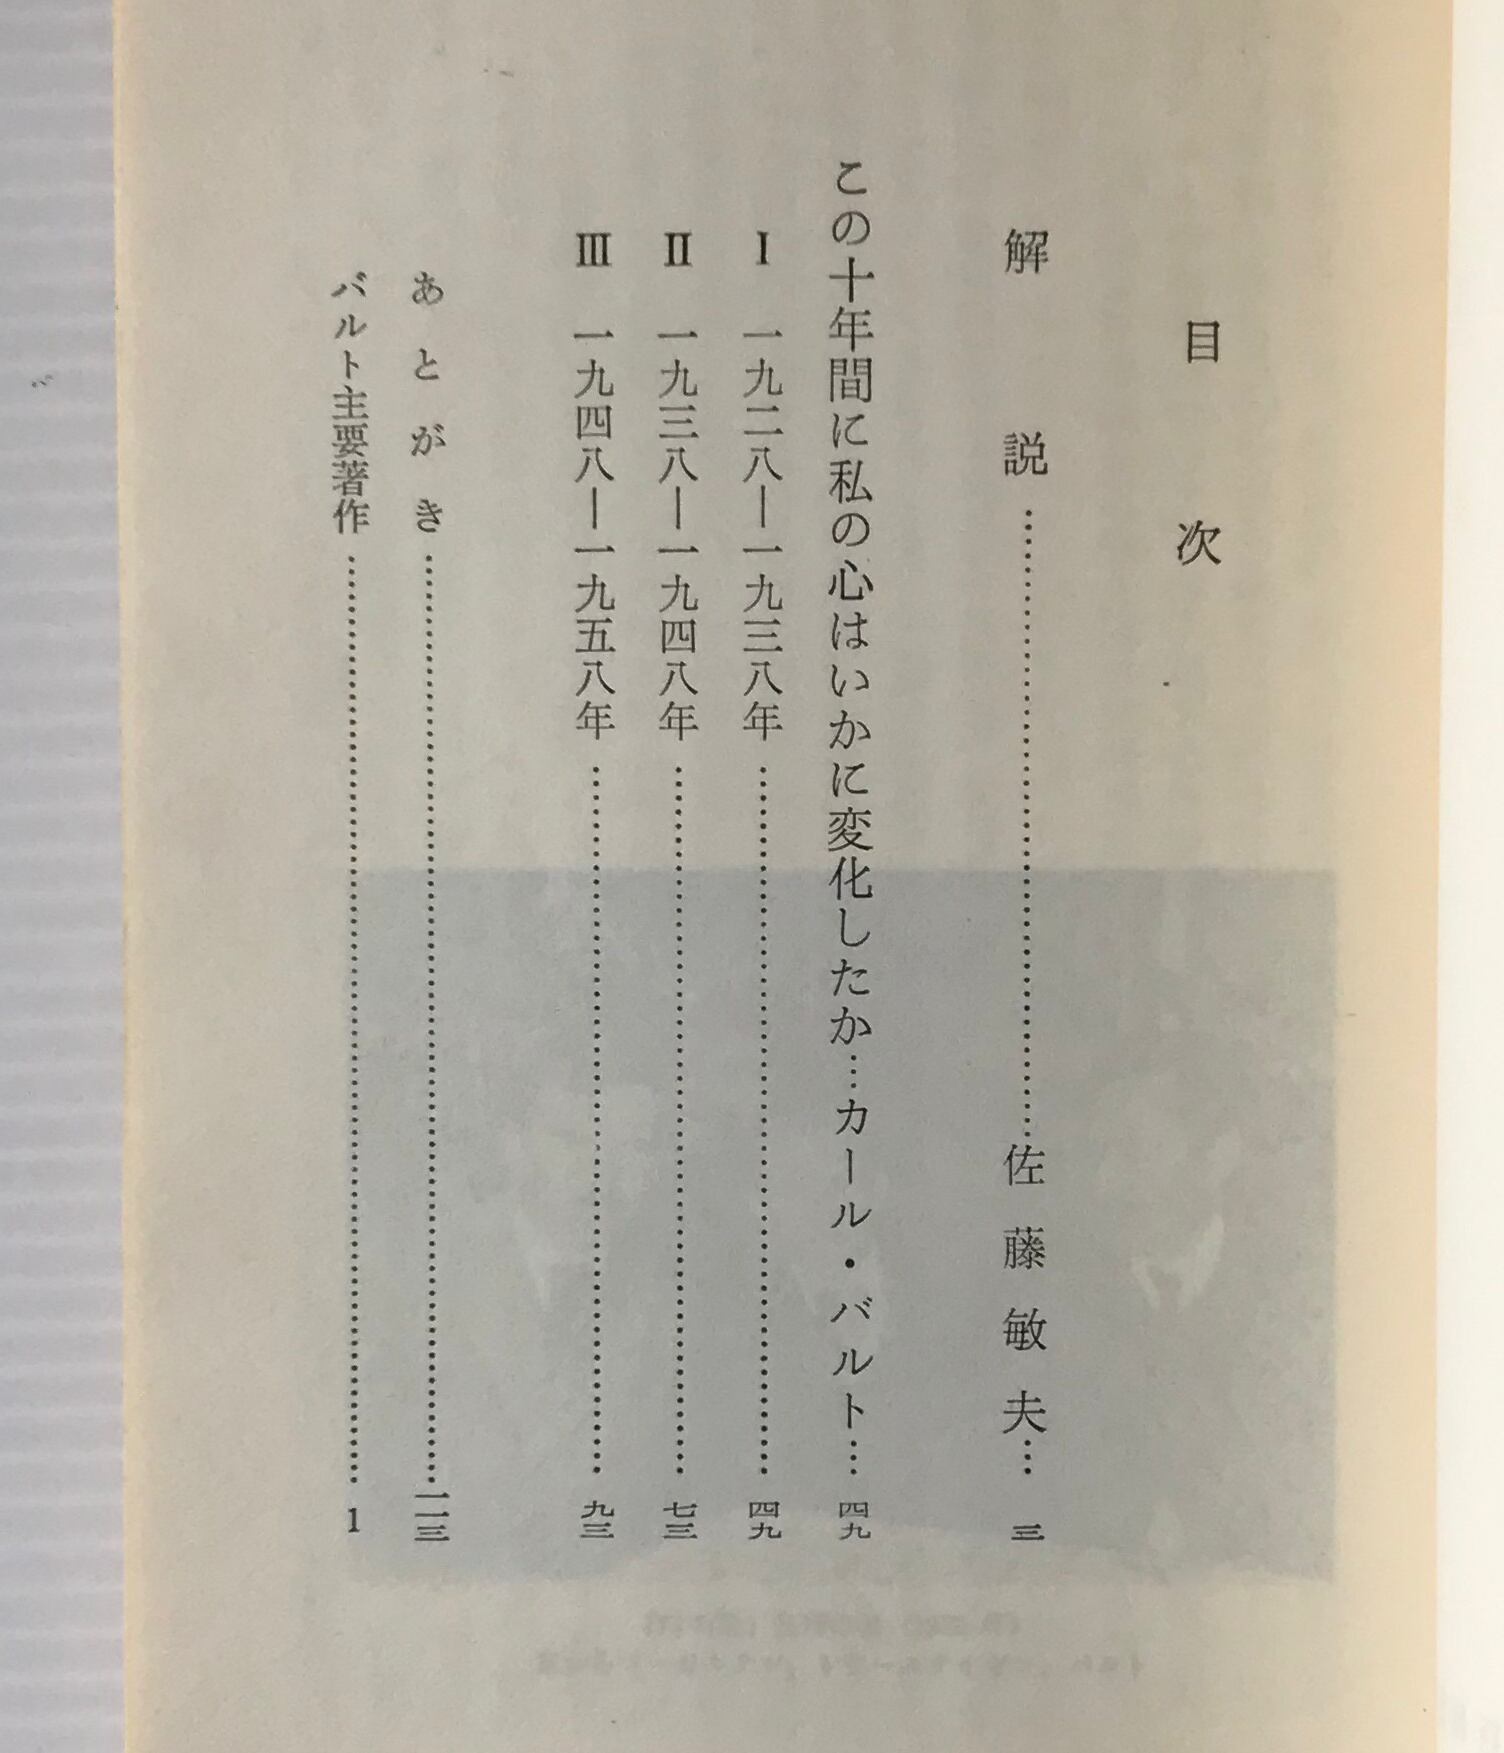 目次
解説……佐藤敏夫…三
この十年間に私の心はいかに変化したか…カール・バルト…四九
Ⅰ 一九二八―一九三八年……四九
Ⅱ 一九三八―一九四八年……七三
Ⅲ 一九四八―一九五八年……九三
あとがき……一一三
バルト主要著作……1